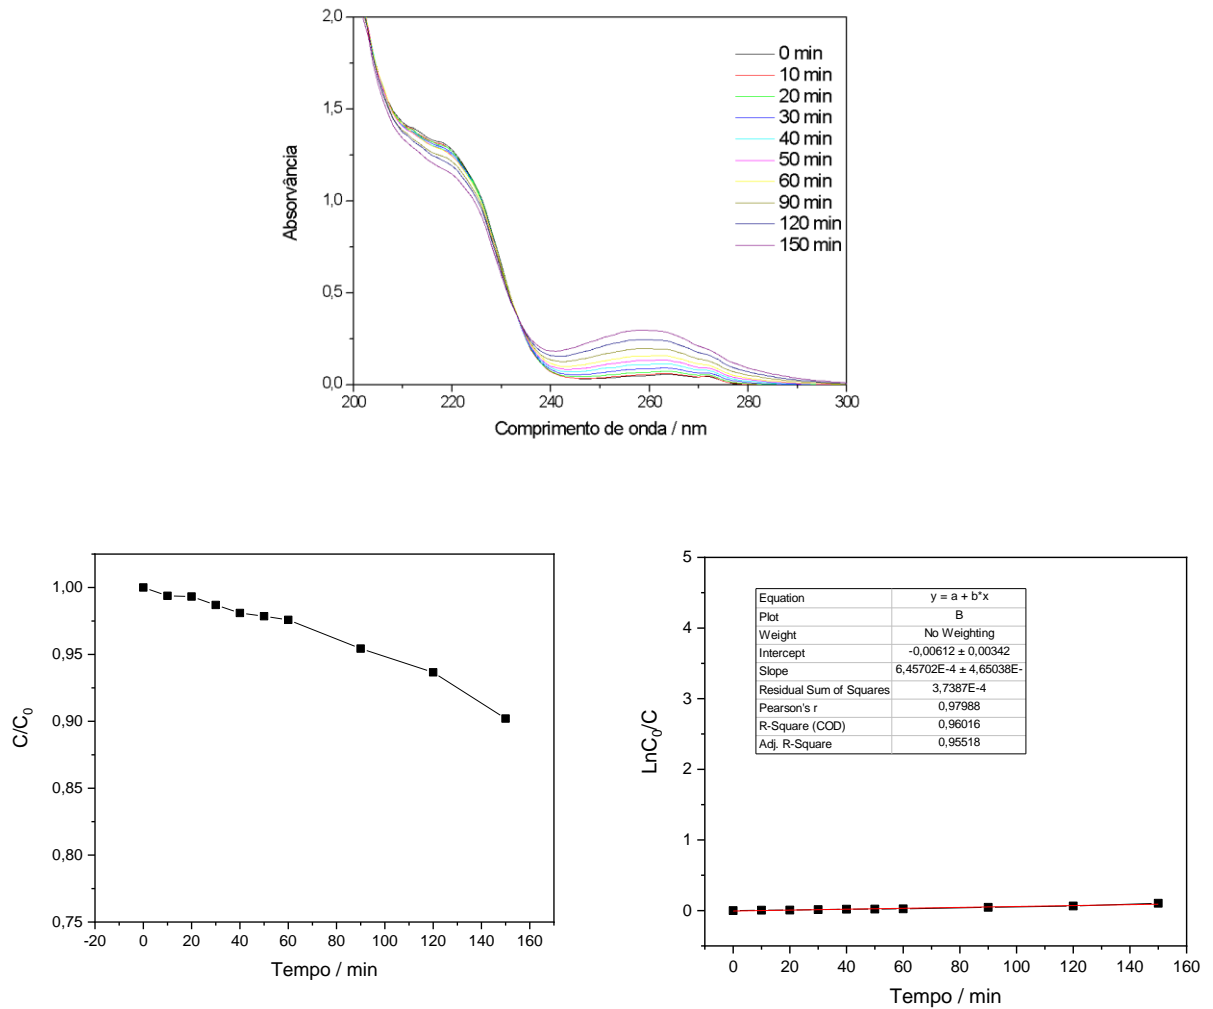 2,0
1,5
1,0
0,5
0,0
Absorvância
0 min
10 min
20 min
30 min
40 min
50 min
60 min
90 min
120 min
150 min
200 220 240 260 280 300
Comprimento de onda / nm
1,00
0,95
0,90
0,85
0,80
0,75
C/C0
-20 0 20 40 60 80 100 120 140 160
Tempo / min
5
4
3
2
1
0
LnC0/C
Equation y = a + b*x
Plot B
Weight No Weighting
Intercept -0,00612 ± 0,00342
Slope 6,45702E-4 ± 4,65038E-
Residual Sum of Squares 3,7387E-4
Pearson's r 0,97988
R-Square (COD) 0,96016
Adj. R-Square 0,95518
0 20 40 60 80 100 120 140 160
Tempo / min